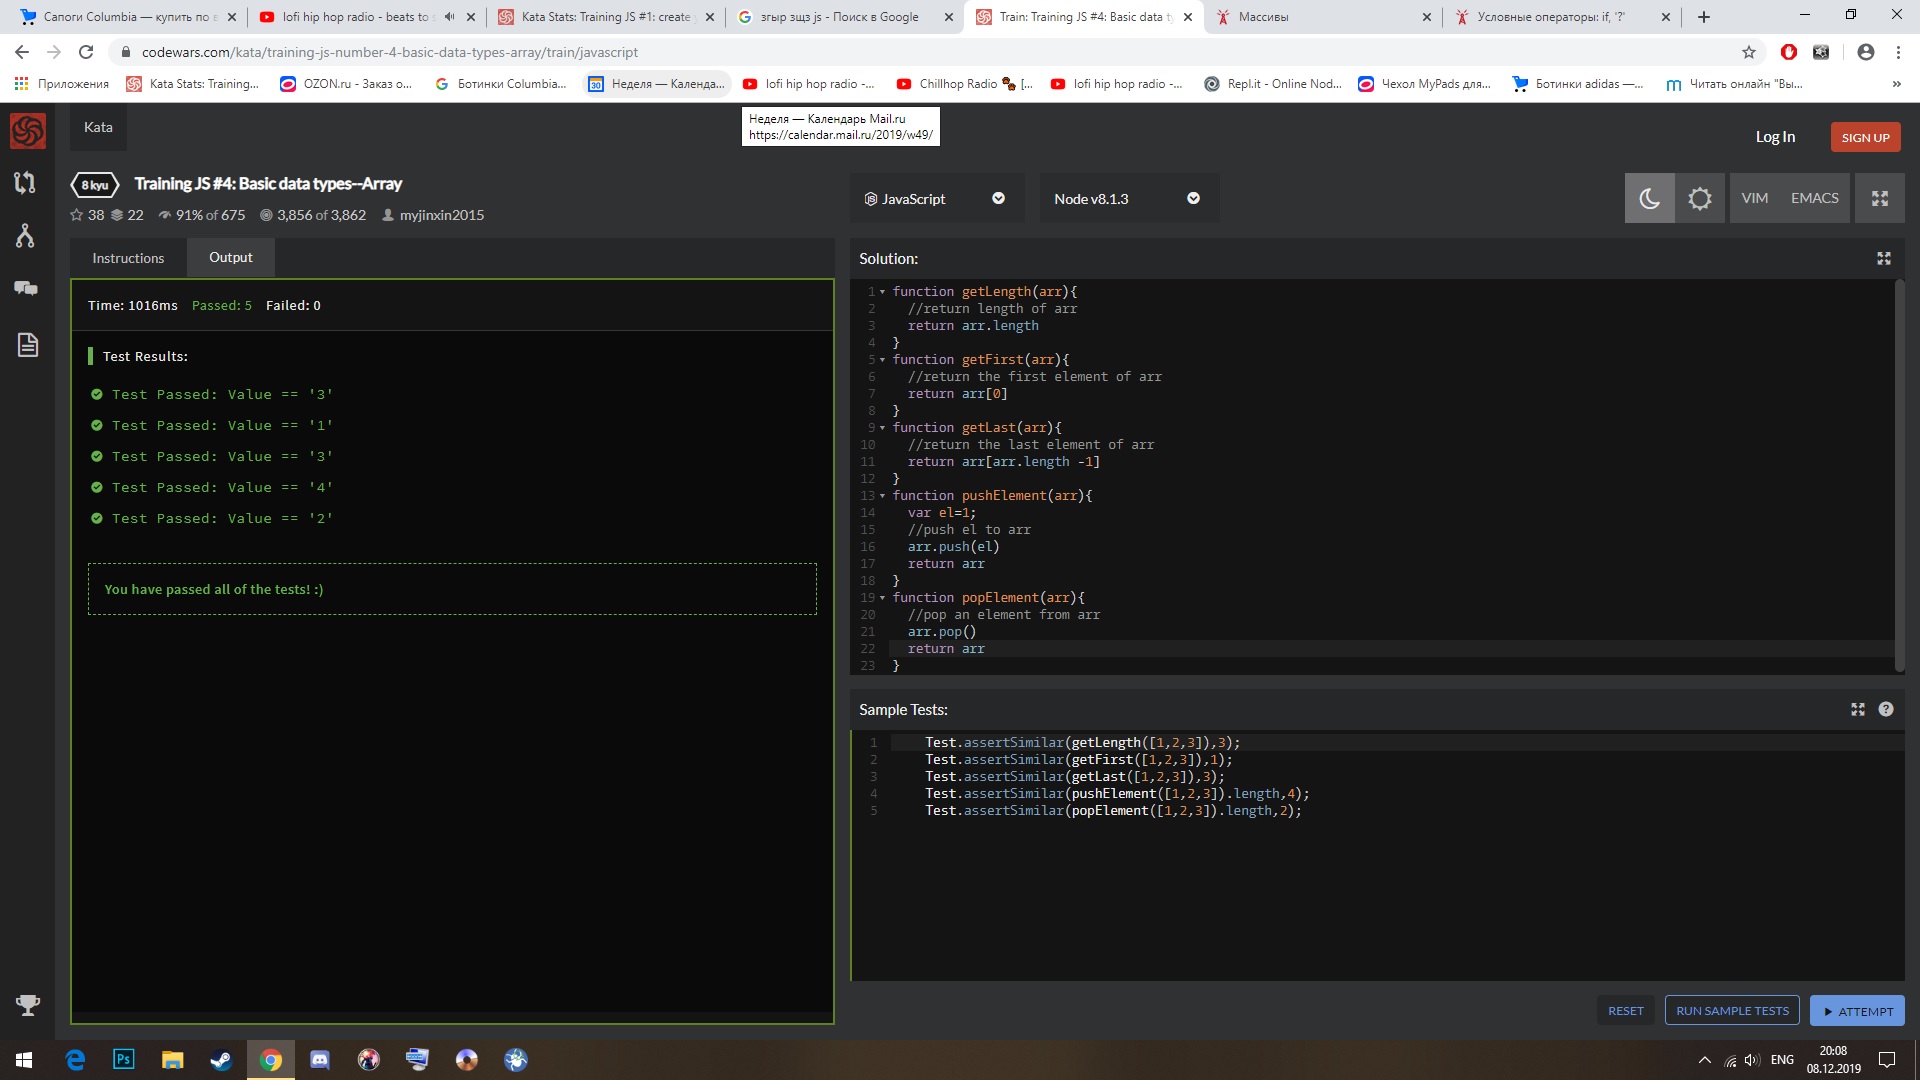 Сапоги Columbia — купить по в
lofi hip hop radio - beats to s
Kata Stats: Training JS #1: create y
згыр зщз js - Поиск в Google
Train: Training JS #4: Basic data ty
Массивы
Условные операторы: if, '?'
codewars.com/kata/training-js-number-4-basic-data-types-array/train/javascript
Приложения
Kata Stats: Training...
OZON.ru - Заказ о...
Ботинки Columbia...
30
Неделя — Календа...
lofi hip hop radio -...
Chillhop Radio [...
lofi hip hop radio -...
Repl.it - Online Nod...
Чехол MyPads для...
Ботинки adidas —...
Читать онлайн "Вы...
»
Неделя — Календарь Mail.ru
https://calendar.mail.ru/2019/w49/
Kata
Log In
SIGN UP
8 kyu
Training JS #4: Basic data types--Array
38 22 91% of 675 3,856 of 3,862 myjinxin2015
JavaScript
Node v8.1.3
VIM
EMACS
Instructions
Output
Time: 1016ms Passed: 5 Failed: 0
Test Results:
Test Passed: Value == '3'
Test Passed: Value == '1'
Test Passed: Value == '3'
Test Passed: Value == '4'
Test Passed: Value == '2'
You have passed all of the tests! :)
Solution:
1 function getLength(arr){
2 //return length of arr
3 return arr.length
4 }
5 function getFirst(arr){
6 //return the first element of arr
7 return arr[0]
8 }
9 function getLast(arr){
10 //return the last element of arr
11 return arr[arr.length -1]
12 }
13 function pushElement(arr){
14 var el=1;
15 //push el to arr
16 arr.push(el)
17 return arr
18 }
19 function popElement(arr){
20 //pop an element from arr
21 arr.pop()
22 return arr
23 }
Sample Tests:
1 Test.assertSimilar(getLength([1,2,3]),3);
2 Test.assertSimilar(getFirst([1,2,3]),1);
3 Test.assertSimilar(getLast([1,2,3]),3);
4 Test.assertSimilar(pushElement([1,2,3]).length,4);
5 Test.assertSimilar(popElement([1,2,3]).length,2);
RESET
RUN SAMPLE TESTS
ATTEMPT
Ps
ENG
20:08
08.12.2019